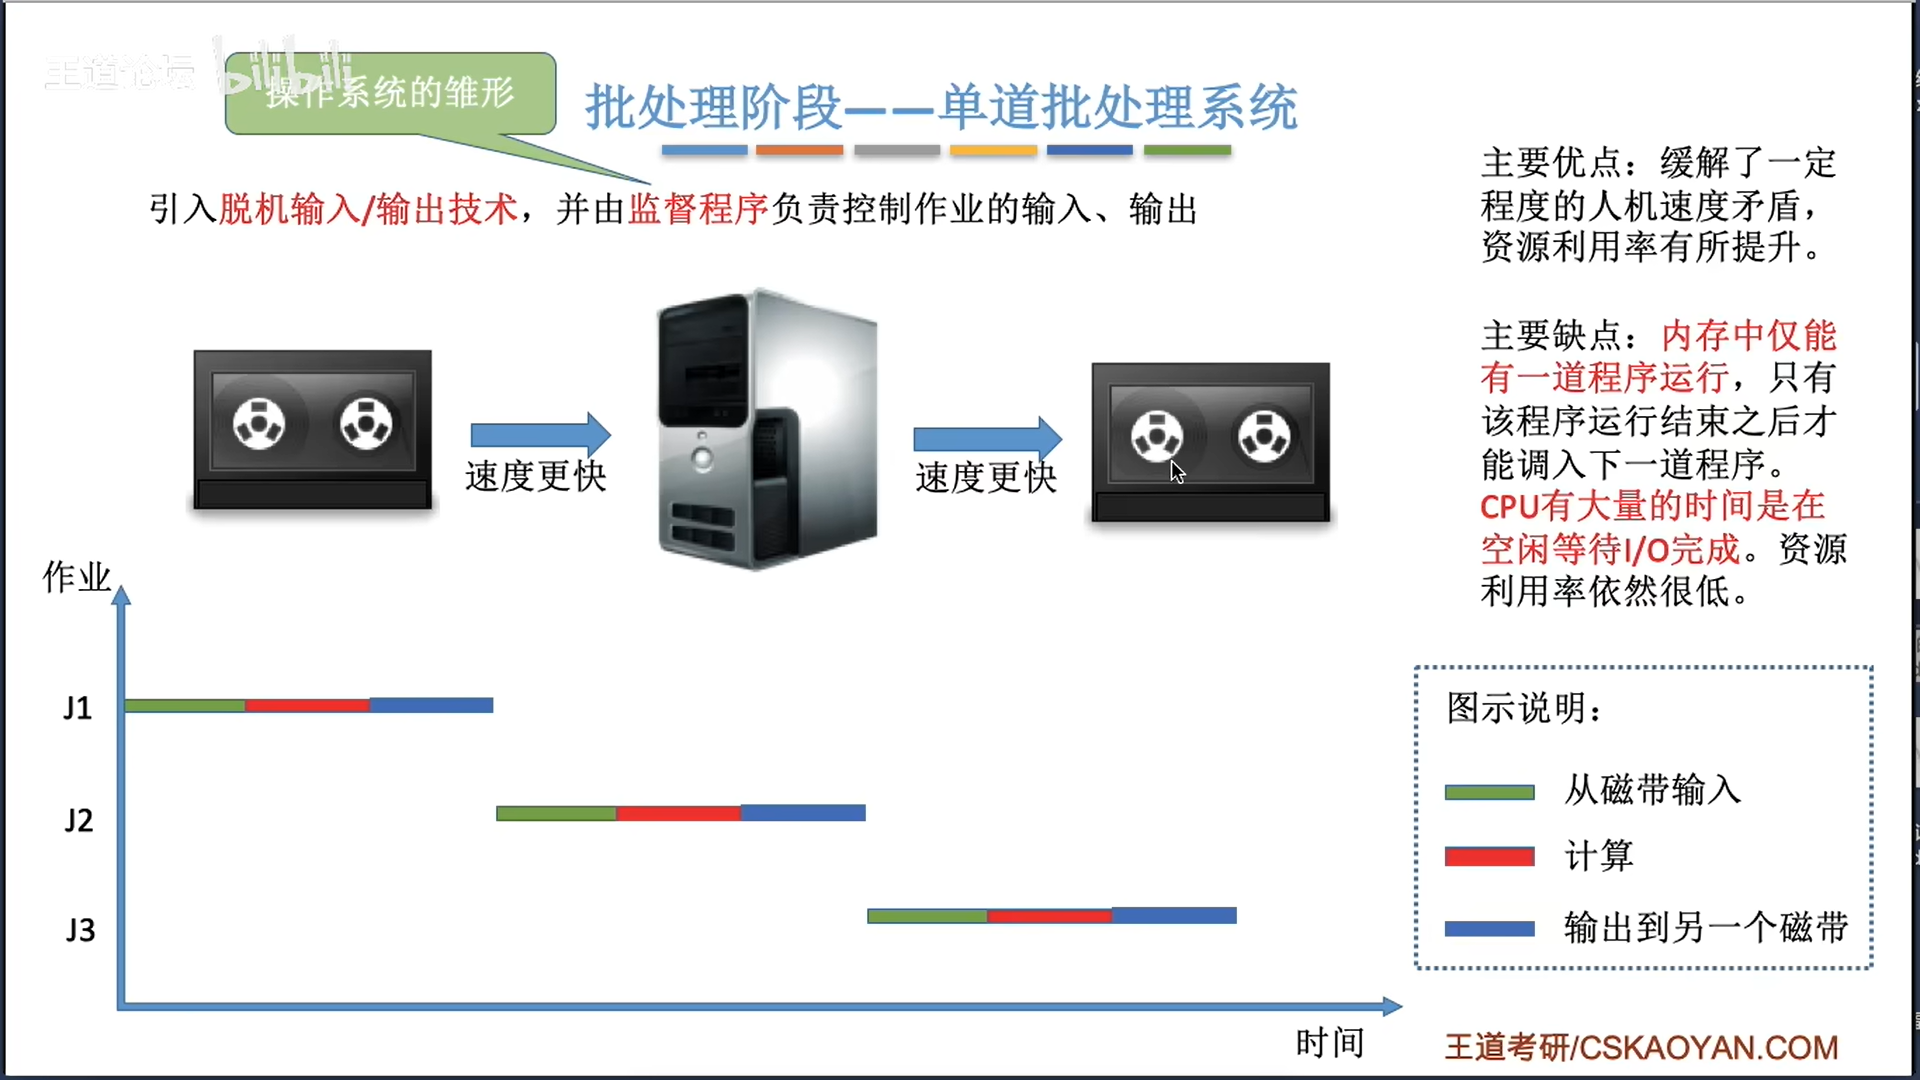 王道论坛 bilibili
操作系统的雏形
批处理阶段——单道批处理系统
引入脱机输入/输出技术，并由监督程序负责控制作业的输入、输出
主要优点：缓解了一定
程度的人机速度矛盾，
资源利用率有所提升。
主要缺点：内存中仅能
有一道程序运行，只有
该程序运行结束之后才
能调入下一道程序。
CPU有大量的时间是在
空闲等待I/O完成。资源
利用率依然很低。
速度更快
速度更快
作业
J1
J2
J3
时间
图示说明：
从磁带输入
计算
输出到另一个磁带
王道考研/CSKAOYAN.COM